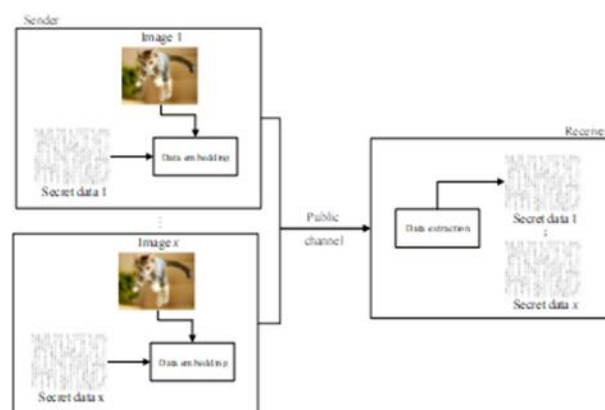 Sender
Image 1
Data embedding
Secret data 1
Image x
Data embedding
Secret data x
Public
channel
Receiver
Data extraction
Secret data 1
Secret data x